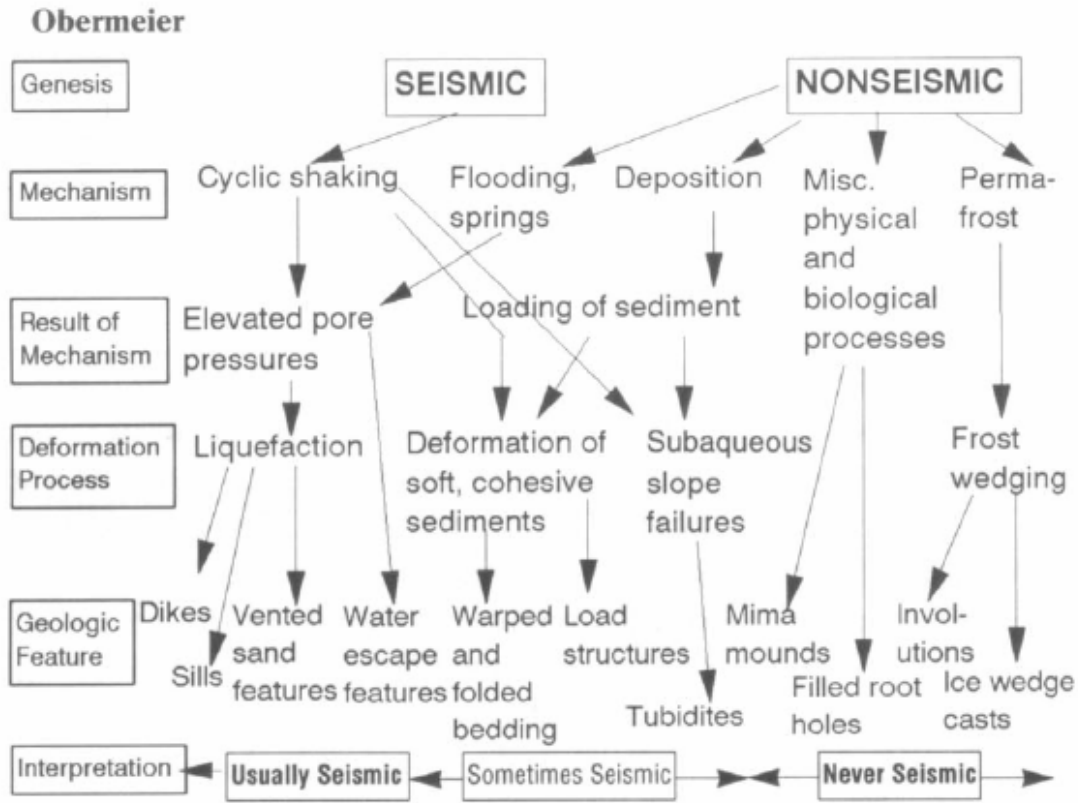 Obermeier
Genesis
SEISMIC
NONSEISMIC
Mechanism
Cyclic shaking
Flooding,
springs
Deposition
Misc.
physical
and
biological
processes
Perma-
frost
Result of
Mechanism
Elevated pore
pressures
Loading of sediment
Deformation
Process
Liquefaction
Deformation of
soft, cohesive
sediments
Subaqueous
slope
failures
Frost
wedging
Geologic
Feature
Dikes
Sills
Vented
sand
features
Water
escape
features
Warped
and
folded
bedding
Load
structures
Tubidites
Mima
mounds
Filled root
holes
Invol-
utions
Ice wedge
casts
Interpretation
Usually Seismic
Sometimes Seismic
Never Seismic